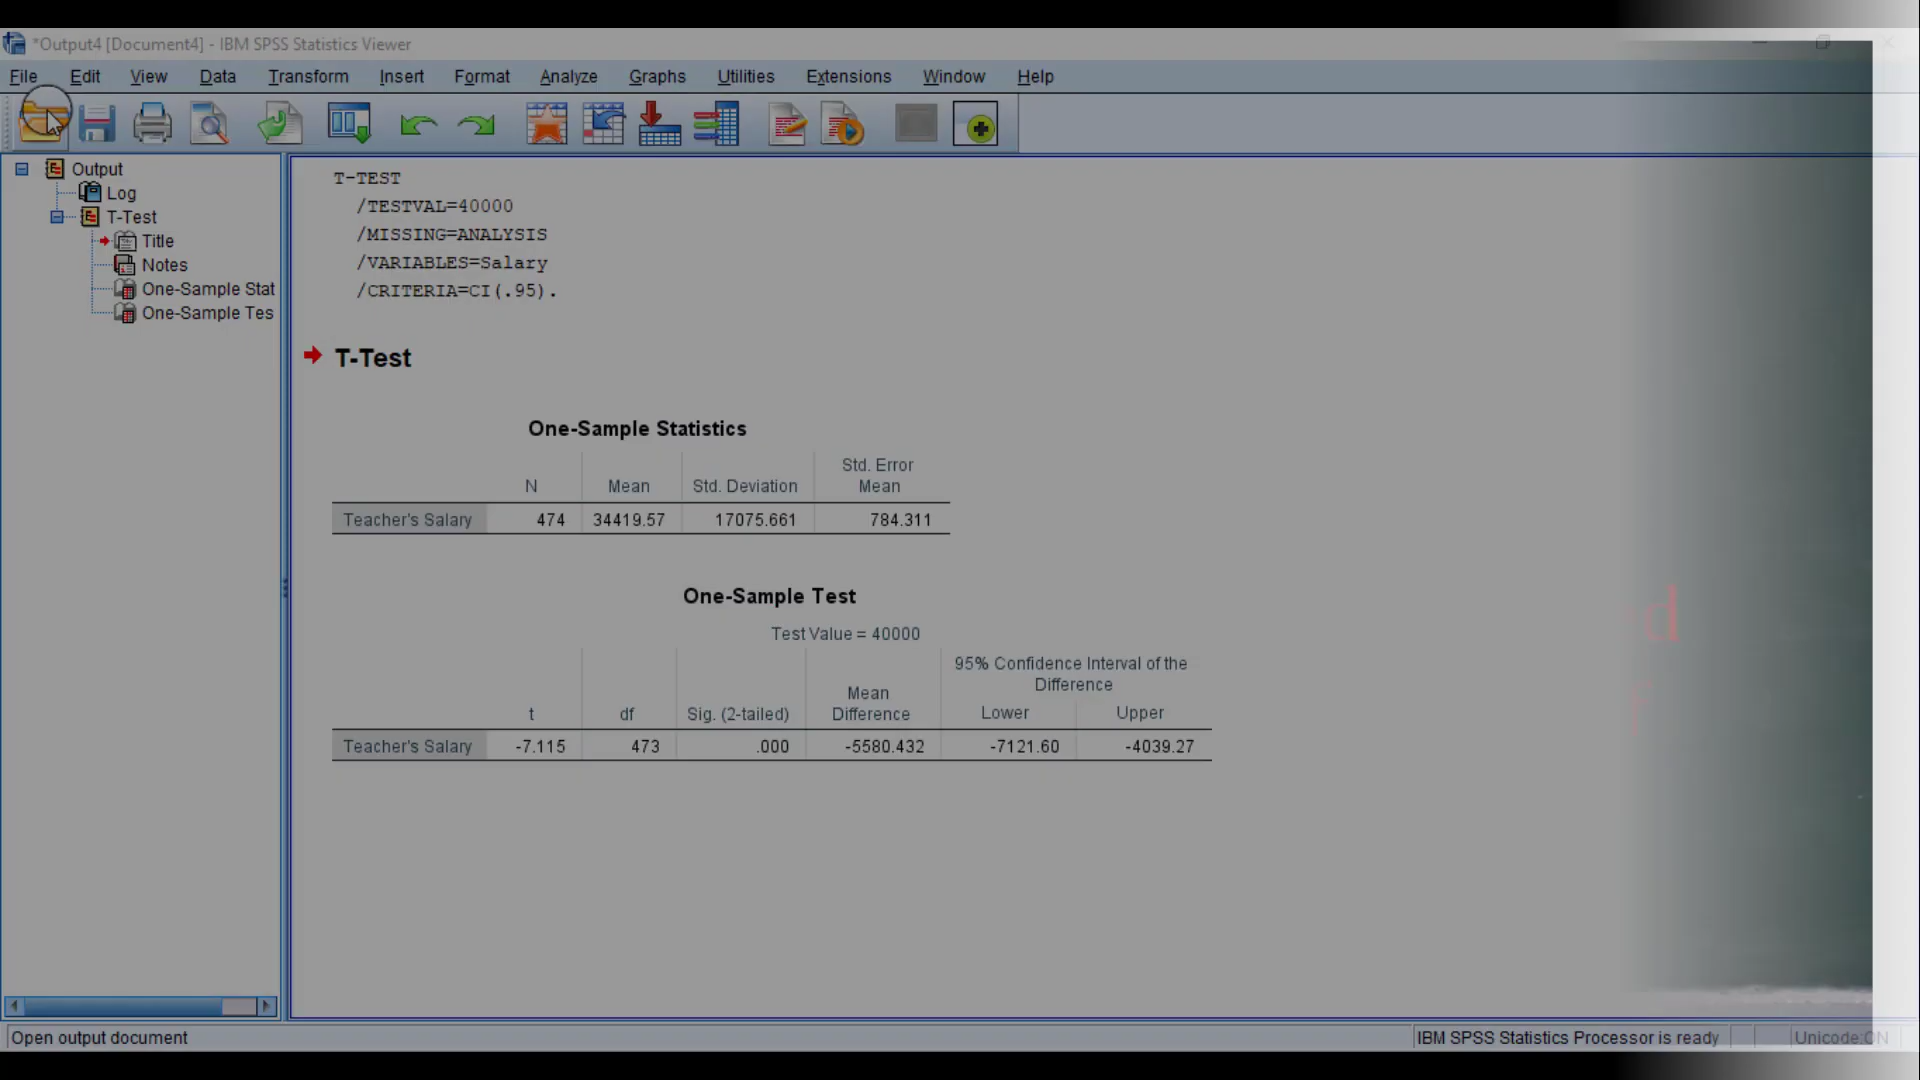 *Output4 [Document4] - IBM SPSS Statistics Viewer
File Edit View Data Transform Insert Format Analyze Graphs Utilities Extensions Window Help
Output
Log
T-Test
Title
Notes
One-Sample Stat
One-Sample Tes
T-TEST
/TESTVAL=40000
/MISSING=ANALYSIS
/VARIABLES=Salary
/CRITERIA=CI(.95).
T-Test
One-Sample Statistics
N Mean Std. Deviation Std. Error Mean
Teacher's Salary 474 34419.57 17075.661 784.311
One-Sample Test
Test Value = 40000
95% Confidence Interval of the Difference
t df Sig. (2-tailed) Mean Difference Lower Upper
Teacher's Salary -7.115 473 .000 -5580.432 -7121.60 -4039.27
Open output document
IBM SPSS Statistics Processor is ready
Unicode:ON